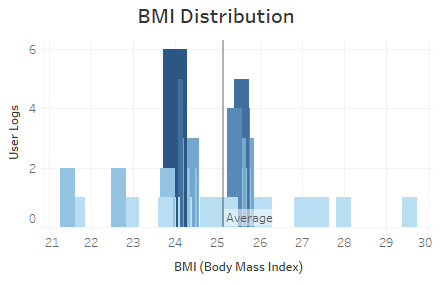 BMI Distribution
6
4
2
0
User Logs
Average
21 22 23 24 25 26 27 28 29 30
BMI (Body Mass Index)